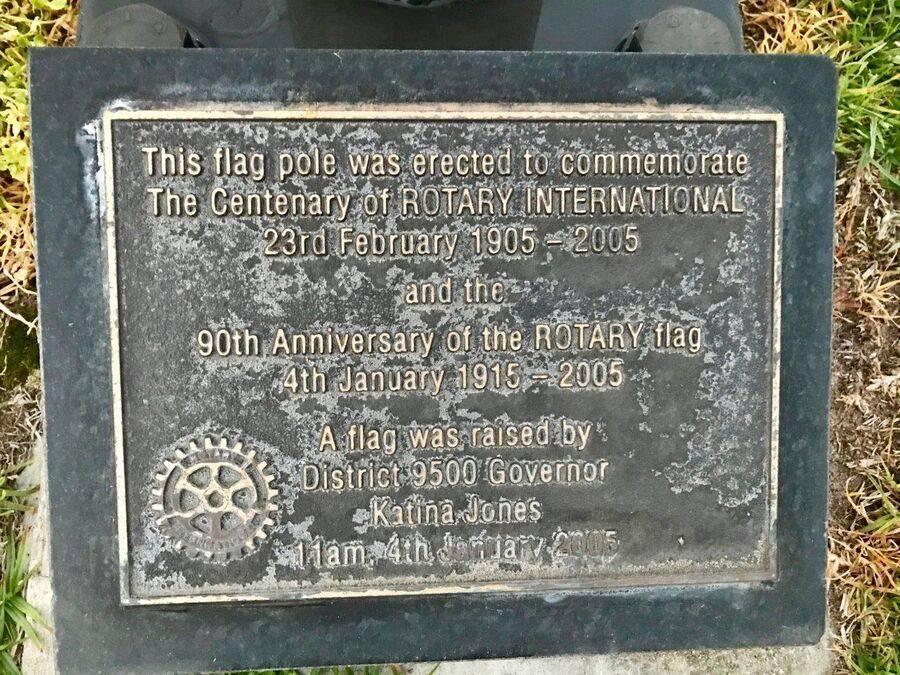 This flag pole was erected to commemorate
The Centenary of ROTARY INTERNATIONAL
23rd February 1905 – 2005
and the
90th Anniversary of the ROTARY flag
4th January 1915 – 2005
A flag was raised by
District 9500 Governor
Katina Jones
11am, 4th January 2005